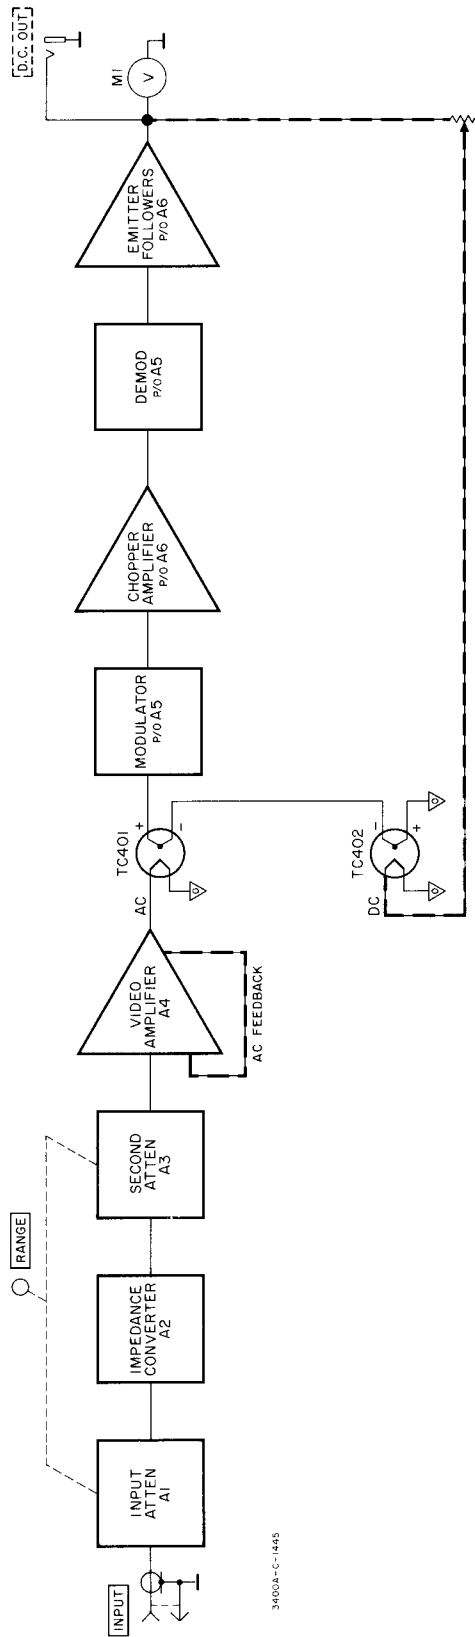 INPUT
INPUT
ATTEN
A1
RANGE
IMPEDANCE
CONVERTER
A2
SECOND
ATTEN
A3
VIDEO
AMPLIFIER
A4
AC FEEDBACK
AC
TC401
+
−
DC
TC402
−
+
MODULATOR
P/O A5
CHOPPER
AMPLIFIER
P/O A6
DEMOD
P/O A5
EMITTER
FOLLOWERS
P/O A6
M1
V
D.C. OUT
3400A-C-1445